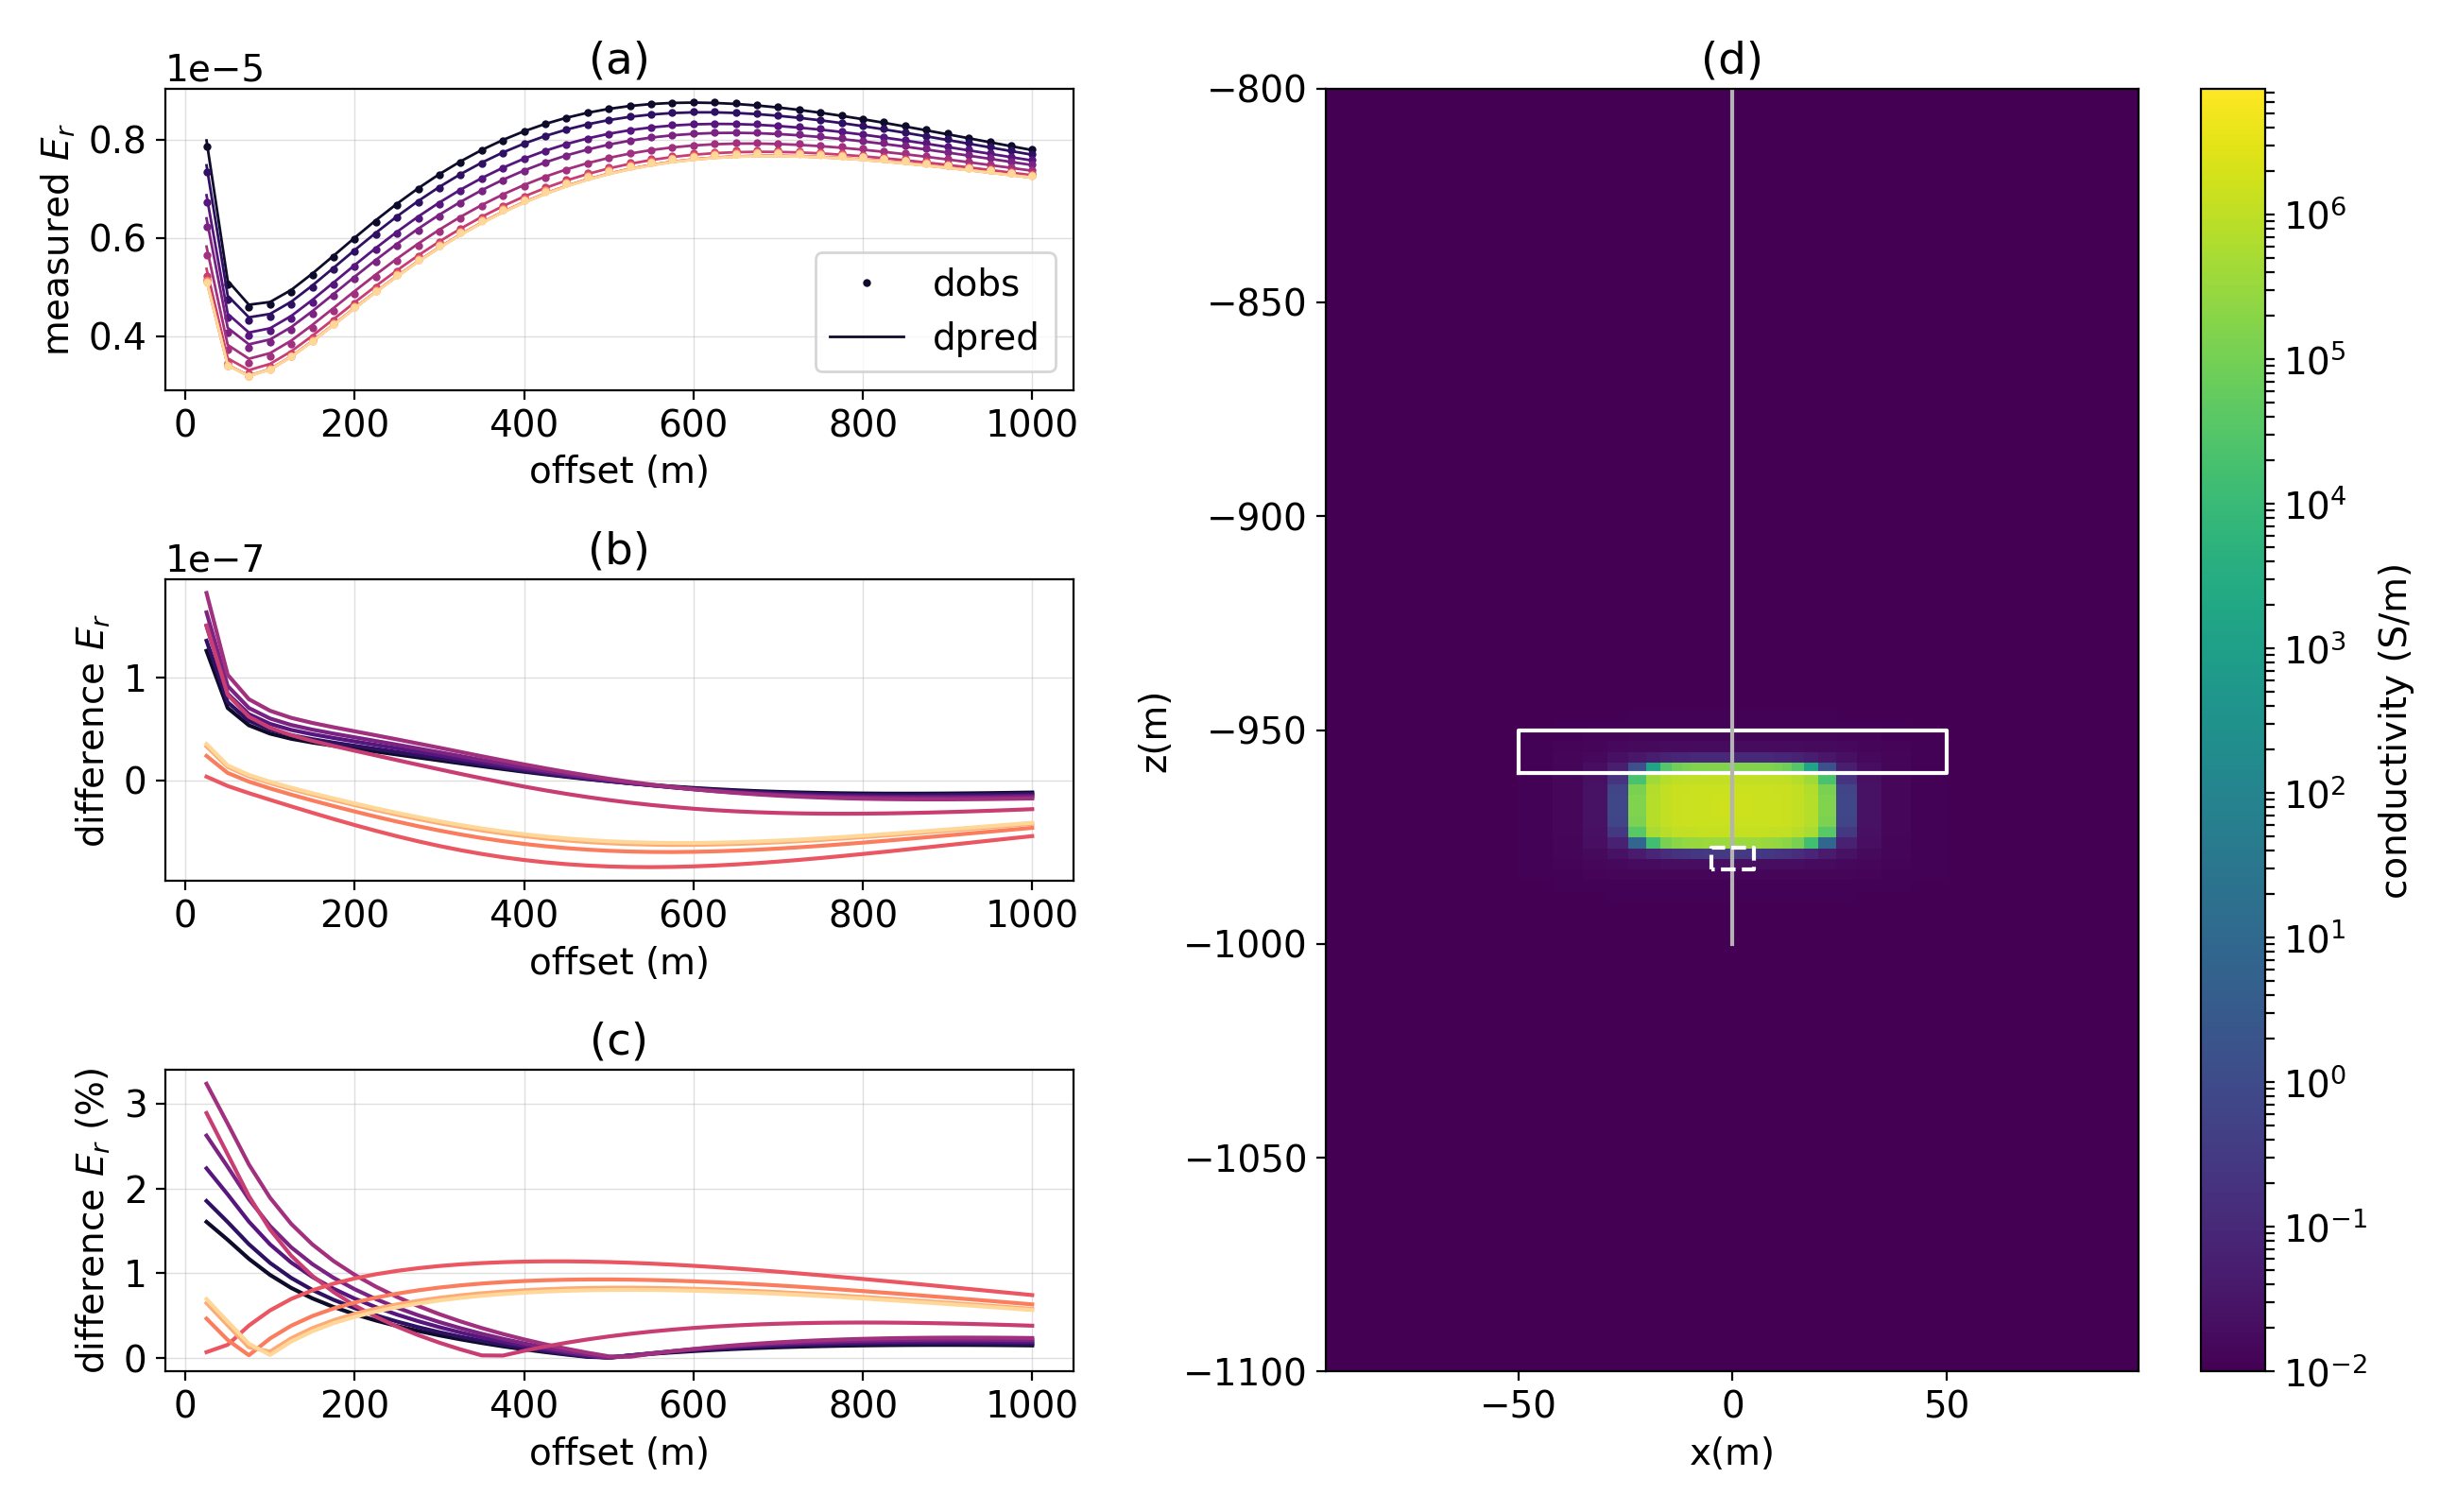 (a)
1e−5
measured E_r
0.8
0.6
0.4
dobs
dpred
0 200 400 600 800 1000
offset (m)
(b)
1e−7
difference E_r
1
0
0 200 400 600 800 1000
offset (m)
(c)
difference E_r (%)
3
2
1
0
0 200 400 600 800 1000
offset (m)
(d)
z(m)
−800
−850
−900
−950
−1000
−1050
−1100
−50 0 50
x(m)
10^6
10^5
10^4
10^3
10^2
10^1
10^0
10^−1
10^−2
conductivity (S/m)